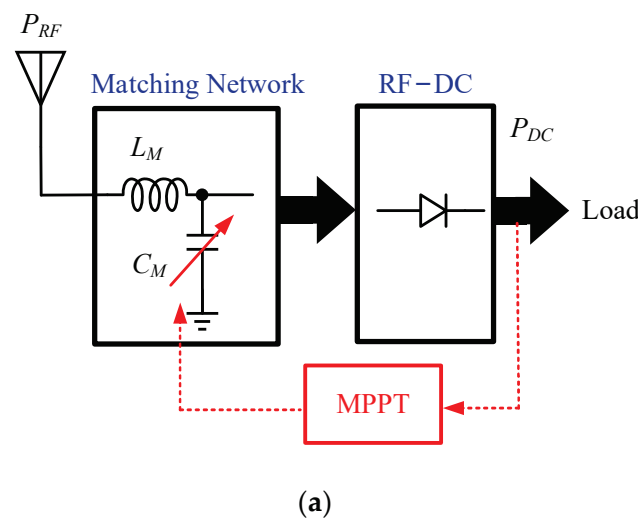 P_RF
Matching Network
RF−DC
L_M
P_DC
Load
C_M
MPPT
(a)